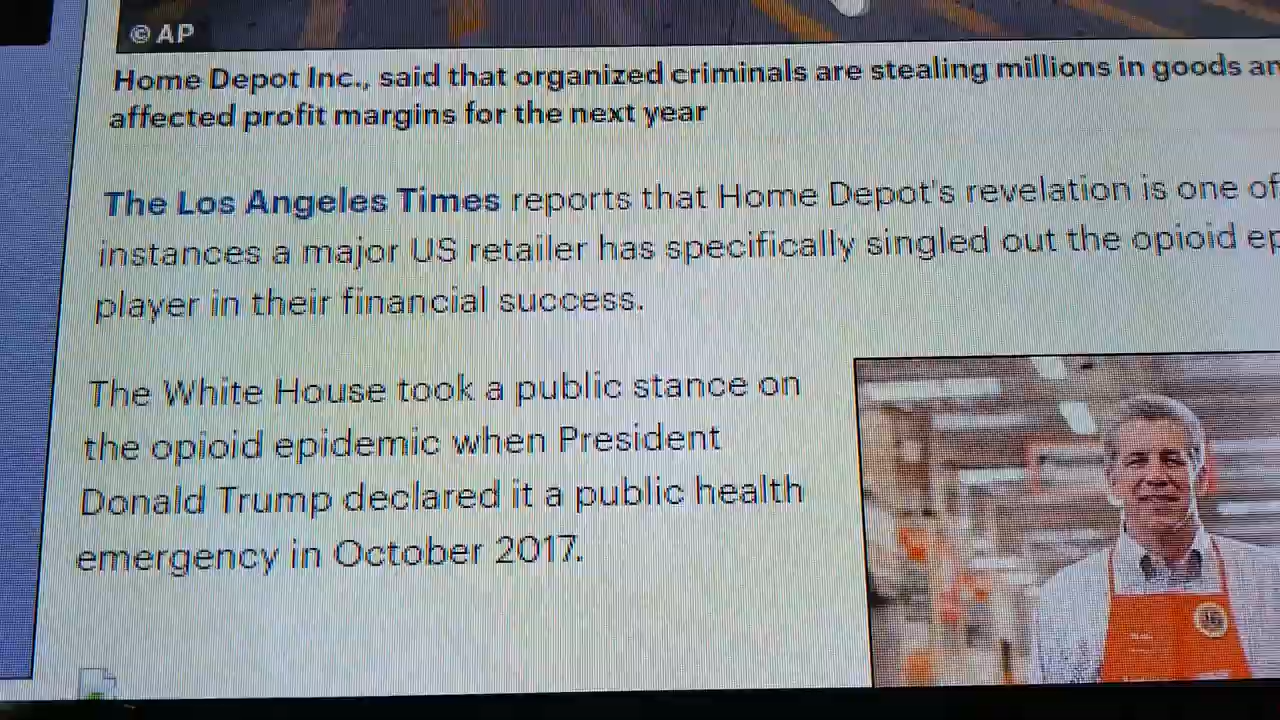 © AP
Home Depot Inc., said that organized criminals are stealing millions in goods
affected profit margins for the next year
The Los Angeles Times reports that Home Depot's revelation is one of
instances a major US retailer has specifically singled out the opioid
player in their financial success.
The White House took a public stance on
the opioid epidemic when President
Donald Trump declared it a public health
emergency in October 2017.